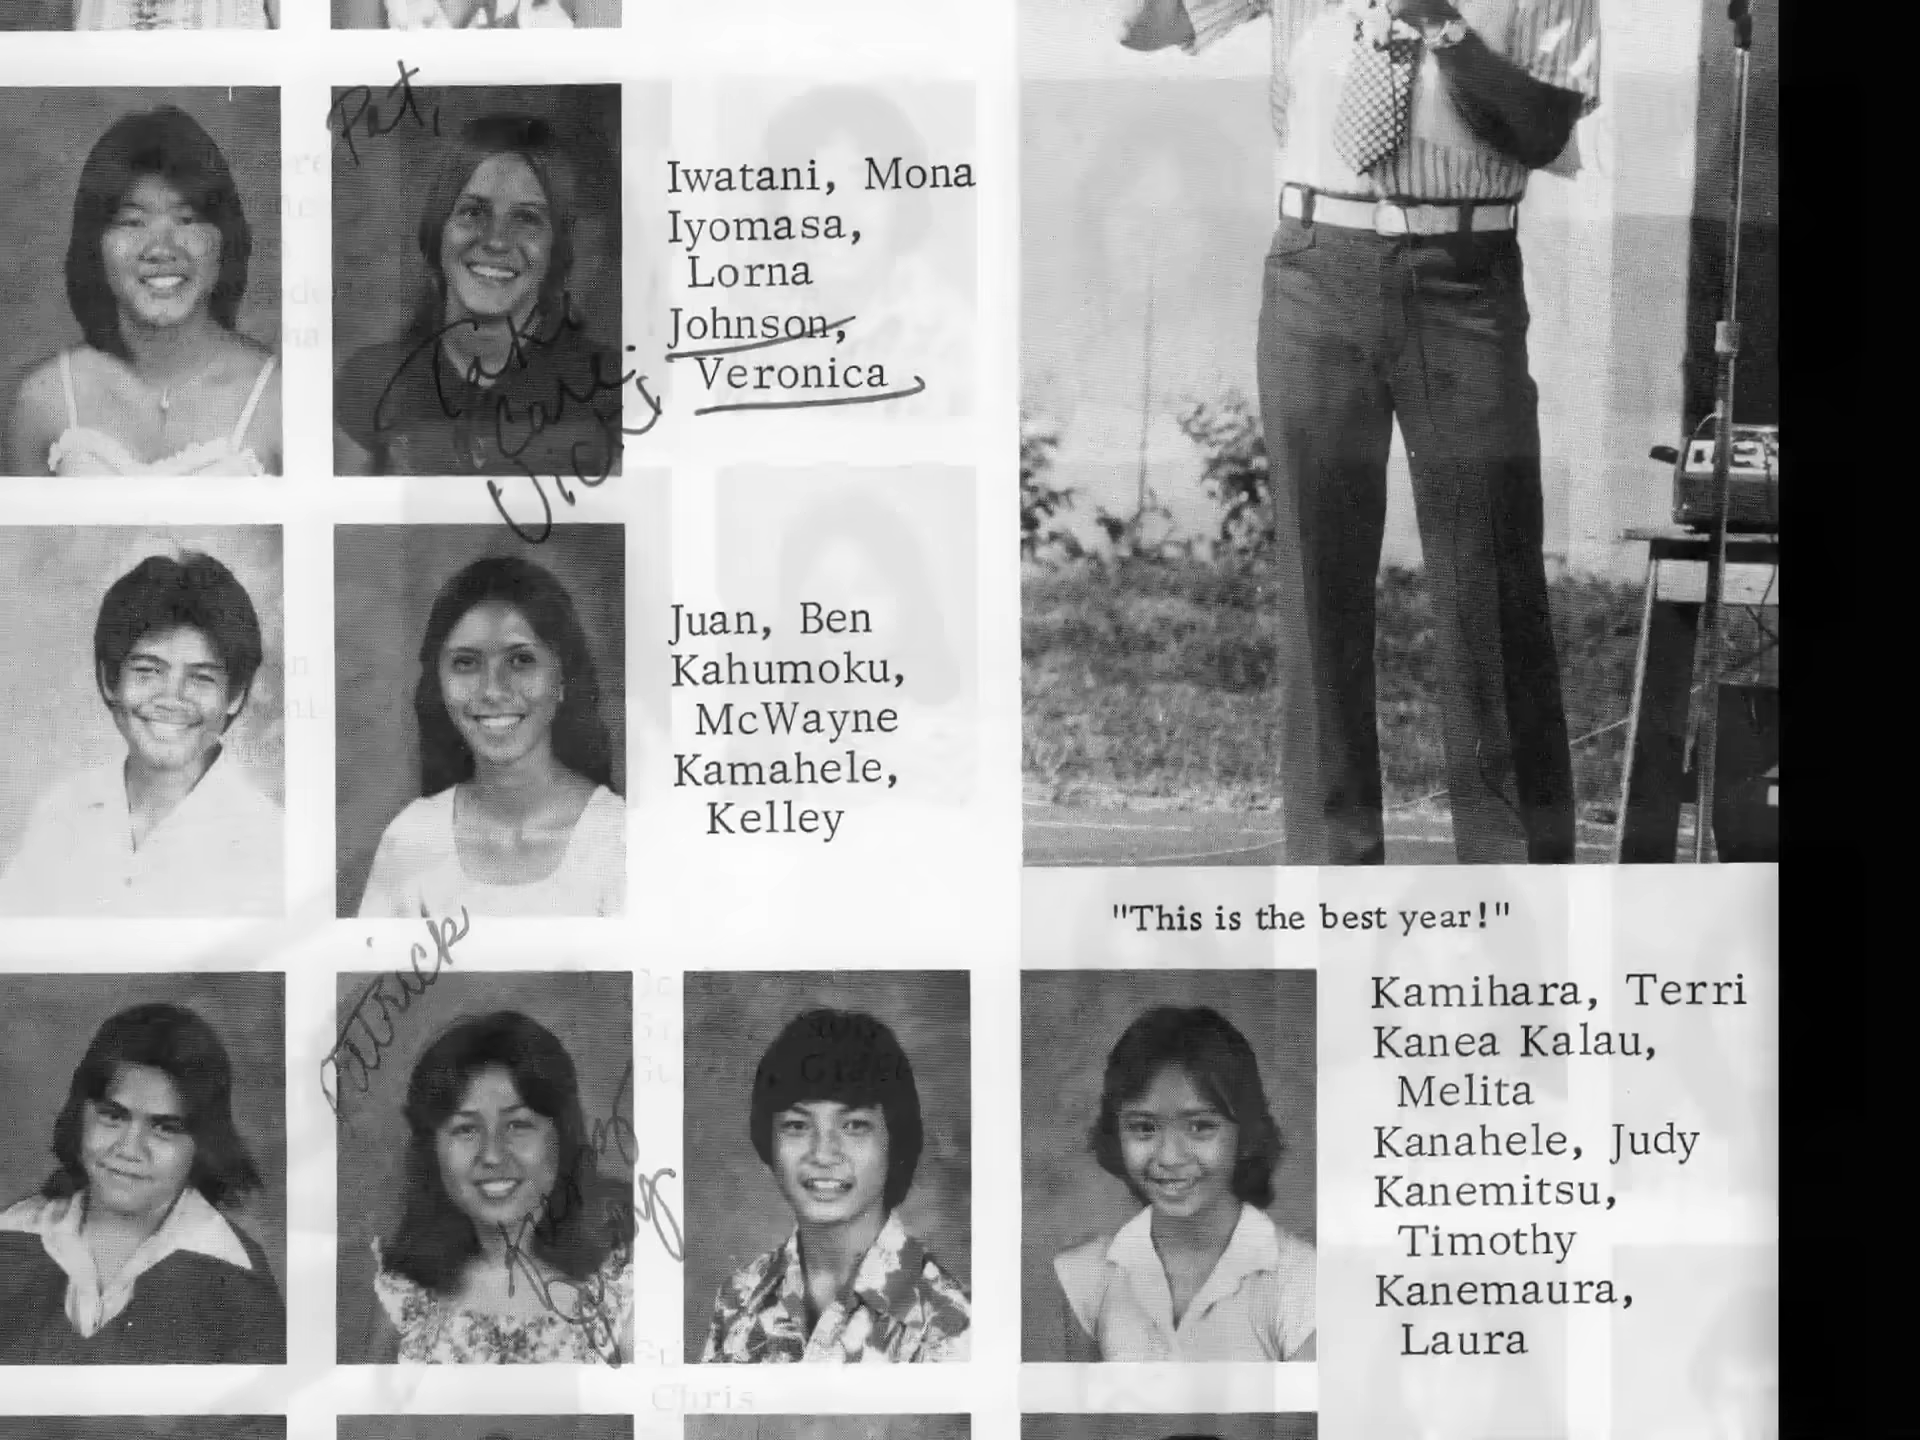 Pat,
Take
care.
Vicki
Iwatani, Mona
Iyomasa,
Lorna
Johnson,
Veronica
Juan, Ben
Kahumoku,
McWayne
Kamahele,
Kelley
"This is the best year!"
Patrick
Kamihara, Terri
Kanea Kalau,
Melita
Kanahele, Judy
Kanemitsu,
Timothy
Kanemaura,
Laura
Chris